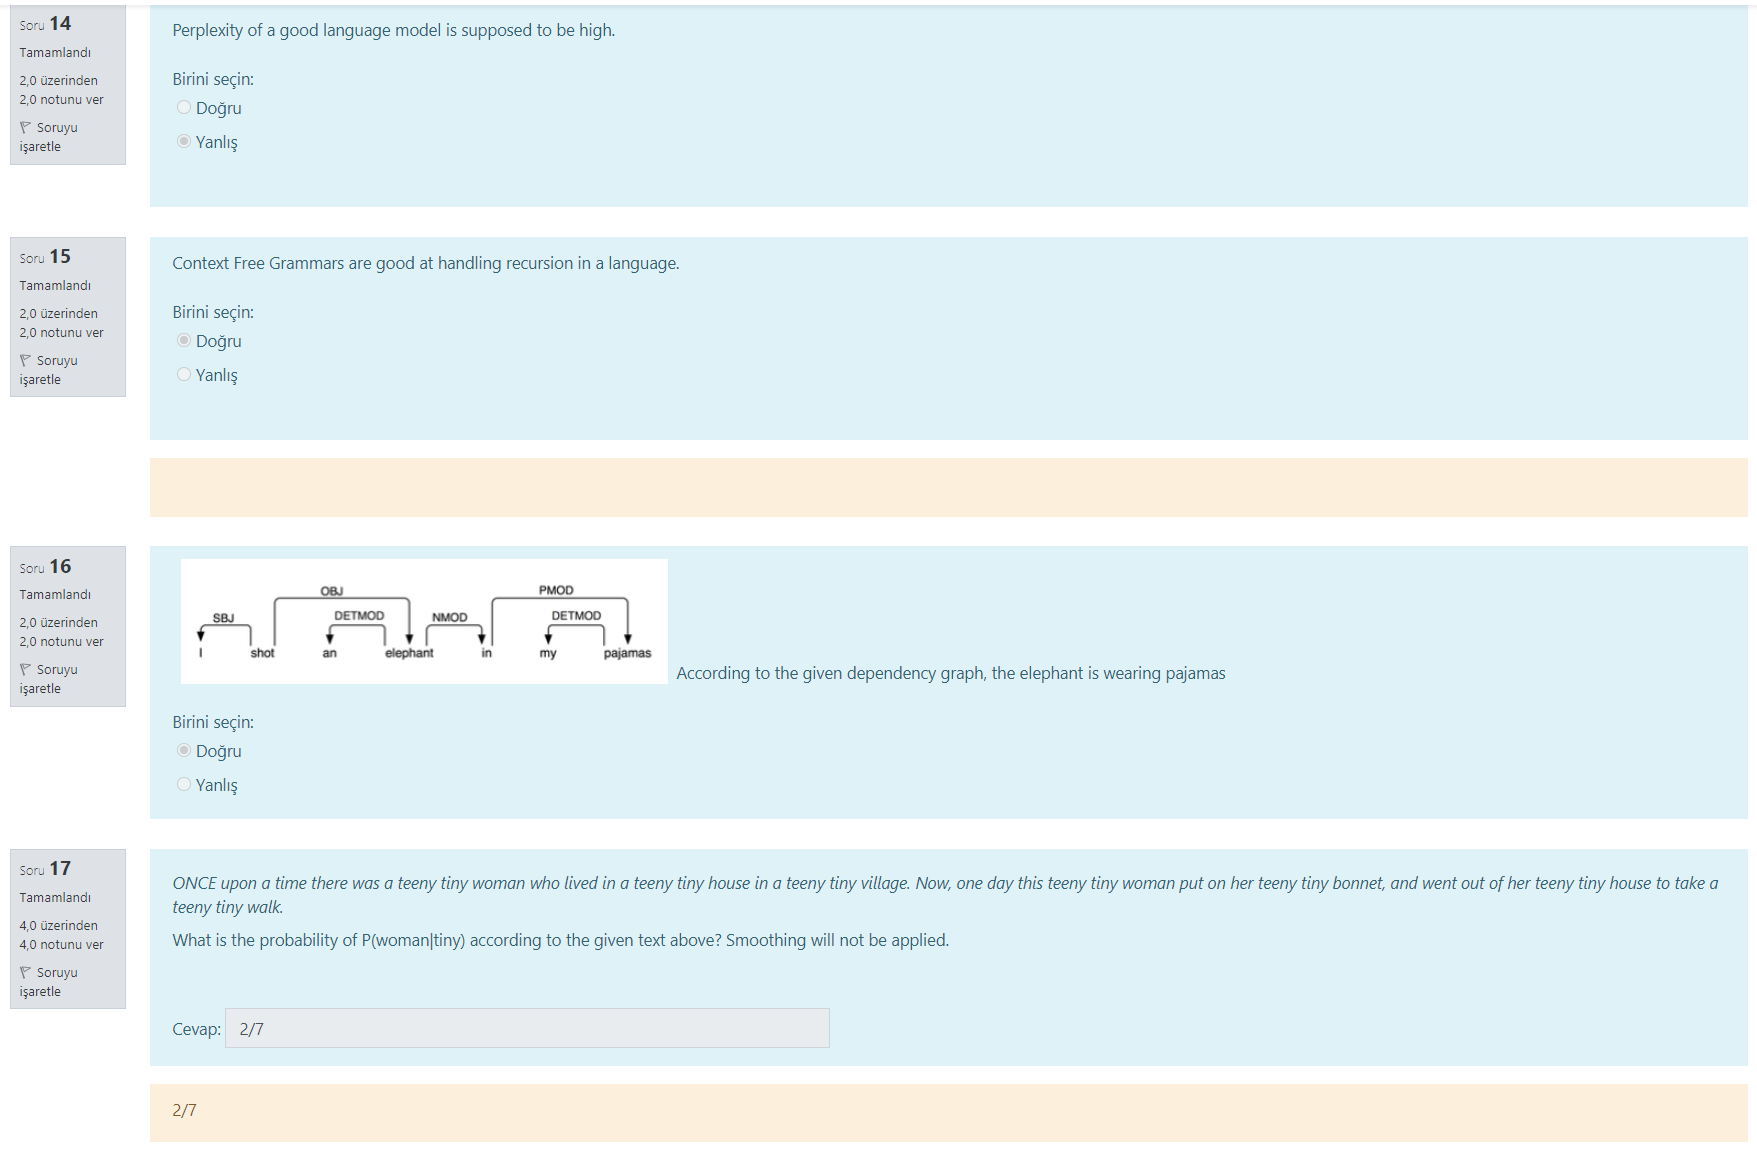 Soru 14
Tamamlandı
2,0 üzerinden
2,0 notunu ver
Soruyu
işaretle
Perplexity of a good language model is supposed to be high.
Birini seçin:
Doğru
Yanlış
Soru 15
Tamamlandı
2,0 üzerinden
2,0 notunu ver
Soruyu
işaretle
Context Free Grammars are good at handling recursion in a language.
Birini seçin:
Doğru
Yanlış
Soru 16
Tamamlandı
2,0 üzerinden
2,0 notunu ver
Soruyu
işaretle
OBJ PMOD
SBJ DETMOD NMOD DETMOD
I shot an elephant in my pajamas
According to the given dependency graph, the elephant is wearing pajamas
Birini seçin:
Doğru
Yanlış
Soru 17
Tamamlandı
4,0 üzerinden
4,0 notunu ver
Soruyu
işaretle
ONCE upon a time there was a teeny tiny woman who lived in a teeny tiny house in a teeny tiny village. Now, one day this teeny tiny woman put on her teeny tiny bonnet, and went out of her teeny tiny house to take a
teeny tiny walk.
What is the probability of P(woman|tiny) according to the given text above? Smoothing will not be applied.
Cevap: 2/7
2/7